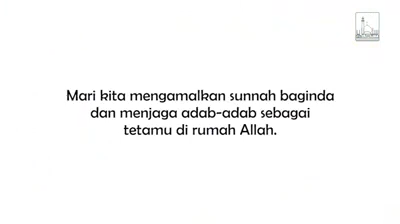 Mari kita mengamalkan sunnah baginda
dan menjaga adab-adab sebagai
tetamu di rumah Allah.